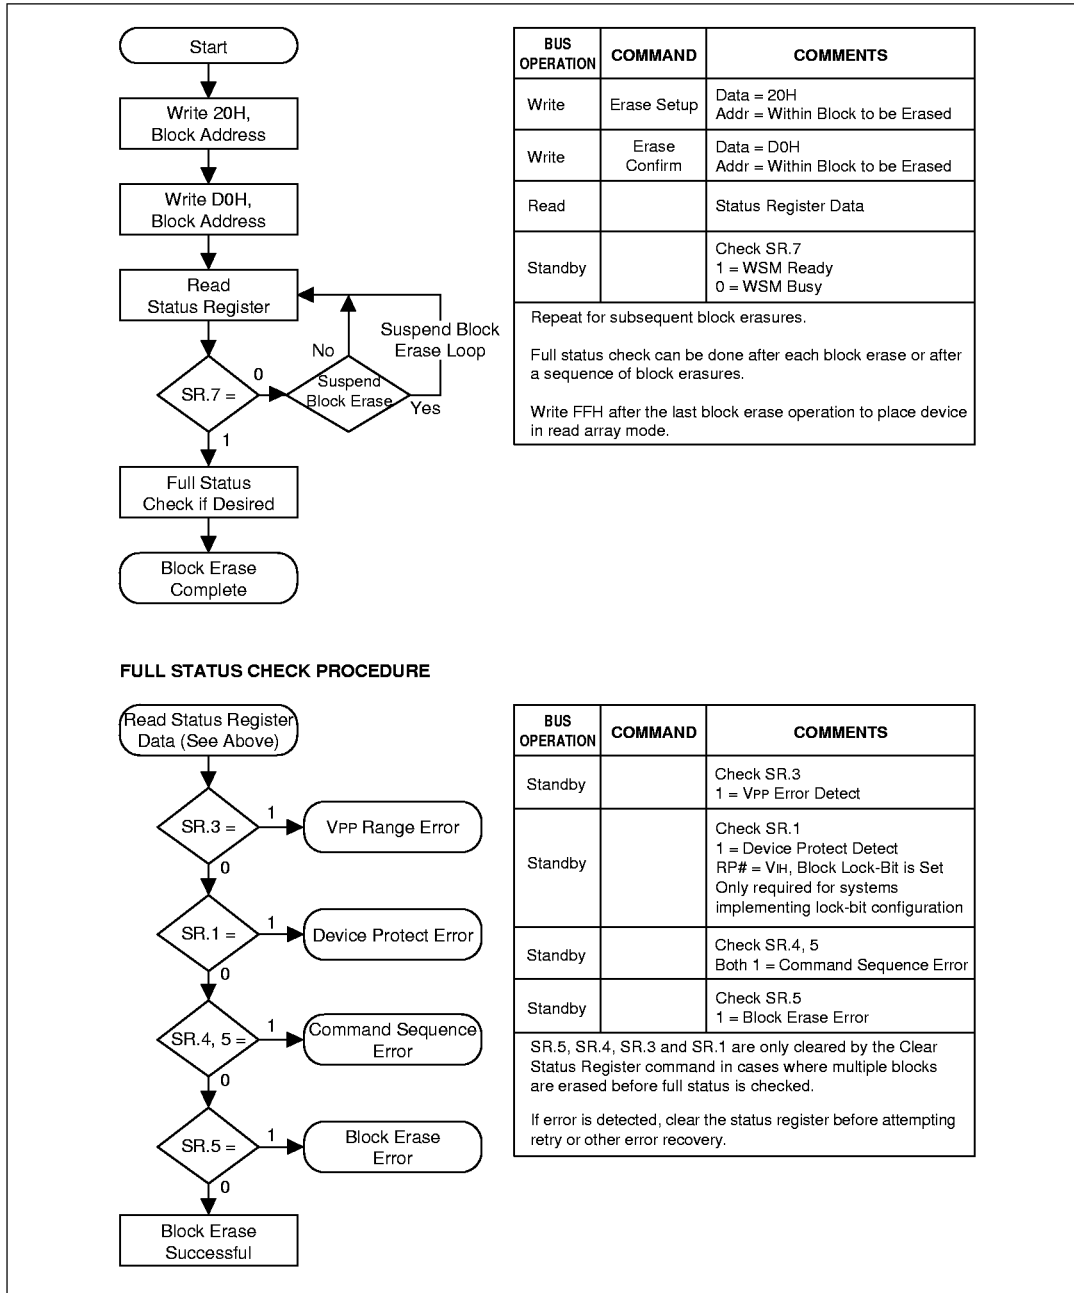 Start
Write 20H,
Block Address
Write D0H,
Block Address
Read
Status Register
Suspend Block
Erase Loop
No
0
SR.7 =
Suspend
Block Erase
Yes
1
Full Status
Check if Desired
Block Erase
Complete
BUS OPERATION COMMAND COMMENTS
Write Erase Setup Data = 20H
Addr = Within Block to be Erased
Write Erase Confirm Data = D0H
Addr = Within Block to be Erased
Read Status Register Data
Standby Check SR.7
1 = WSM Ready
0 = WSM Busy
Repeat for subsequent block erasures.
Full status check can be done after each block erase or after
a sequence of block erasures.
Write FFH after the last block erase operation to place device
in read array mode.
FULL STATUS CHECK PROCEDURE
Read Status Register
Data (See Above)
SR.3 =
1
VPP Range Error
0
SR.1 =
1
Device Protect Error
0
SR.4, 5 =
1
Command Sequence
Error
0
SR.5 =
1
Block Erase
Error
0
Block Erase
Successful
BUS OPERATION COMMAND COMMENTS
Standby Check SR.3
1 = VPP Error Detect
Standby Check SR.1
1 = Device Protect Detect
RP# = VIH, Block Lock-Bit is Set
Only required for systems
implementing lock-bit configuration
Standby Check SR.4, 5
Both 1 = Command Sequence Error
Standby Check SR.5
1 = Block Erase Error
SR.5, SR.4, SR.3 and SR.1 are only cleared by the Clear
Status Register command in cases where multiple blocks
are erased before full status is checked.
If error is detected, clear the status register before attempting
retry or other error recovery.